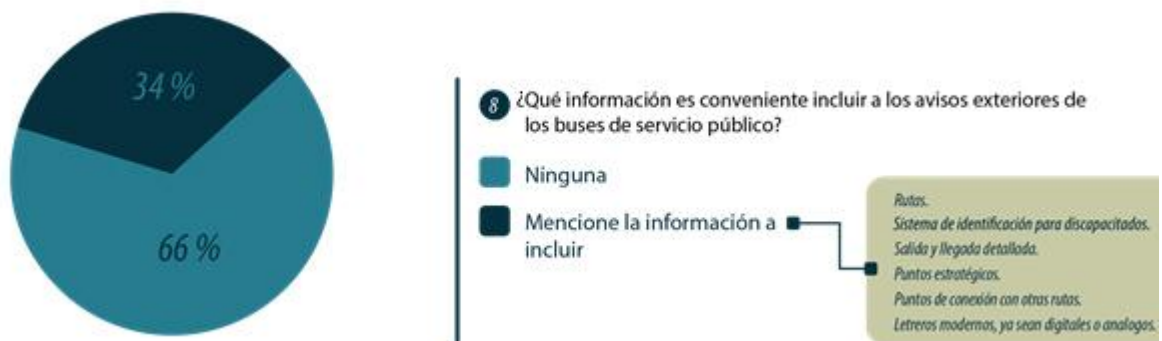 34 %
66 %
8 ¿Qué información es conveniente incluir a los avisos exteriores de
los buses de servicio público?
Ninguna
Mencione la información a
incluir
Rutas.
Sistema de identificación para discapacitados.
Salida y llegada detallada.
Puntos estratégicos.
Puntos de conexión con otras rutas.
Letreros modernos, ya sean digitales o analogos.